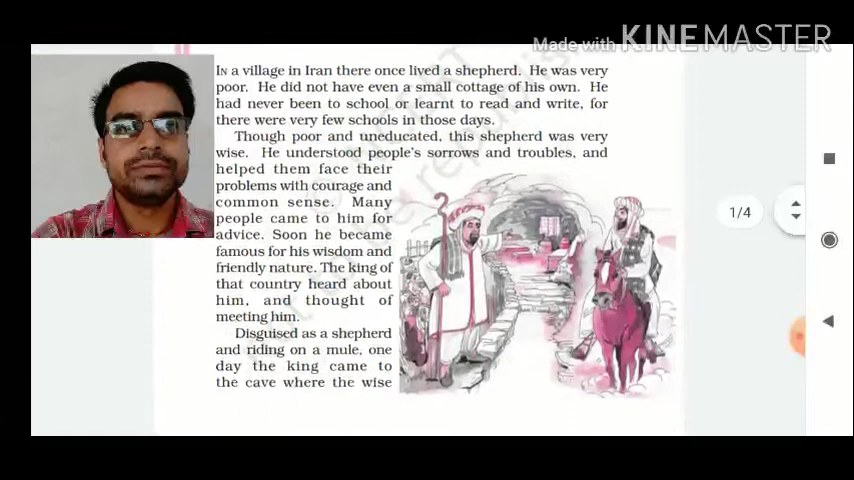 Made with KINEMASTER
IN a village in Iran there once lived a shepherd. He was very
poor. He did not have even a small cottage of his own. He
had never been to school or learnt to read and write, for
there were very few schools in those days.
Though poor and uneducated, this shepherd was very
wise. He understood people's sorrows and troubles, and
helped them face their
problems with courage and
common sense. Many
people came to him for
advice. Soon he became
famous for his wisdom and
friendly nature. The king of
that country heard about
him, and thought of
meeting him.
Disguised as a shepherd
and riding on a mule, one
day the king came to
the cave where the wise
1/4